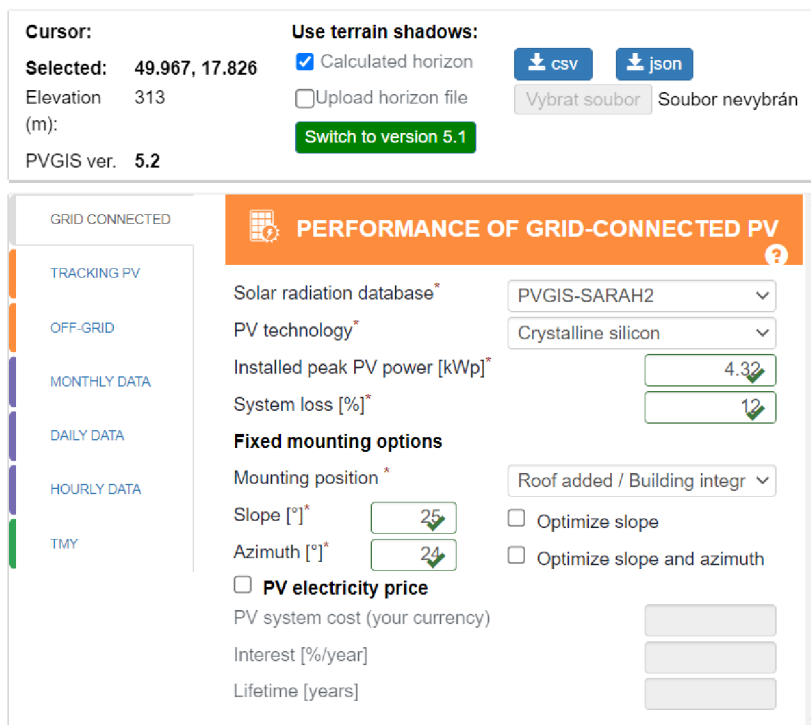 Cursor:
Use terrain shadows:
Selected: 49.967, 17.826
Calculated horizon
csv
json
Elevation (m): 313
Upload horizon file
Vybrat soubor Soubor nevybrán
Switch to version 5.1
PVGIS ver. 5.2
GRID CONNECTED
TRACKING PV
OFF-GRID
MONTHLY DATA
DAILY DATA
HOURLY DATA
TMY
PERFORMANCE OF GRID-CONNECTED PV
?
Solar radiation database* PVGIS-SARAH2
PV technology* Crystalline silicon
Installed peak PV power [kWp]* 4.32
System loss [%]* 12
Fixed mounting options
Mounting position * Roof added / Building integr
Slope [°]* 25 Optimize slope
Azimuth [°]* 24 Optimize slope and azimuth
PV electricity price
PV system cost (your currency)
Interest [%/year]
Lifetime [years]